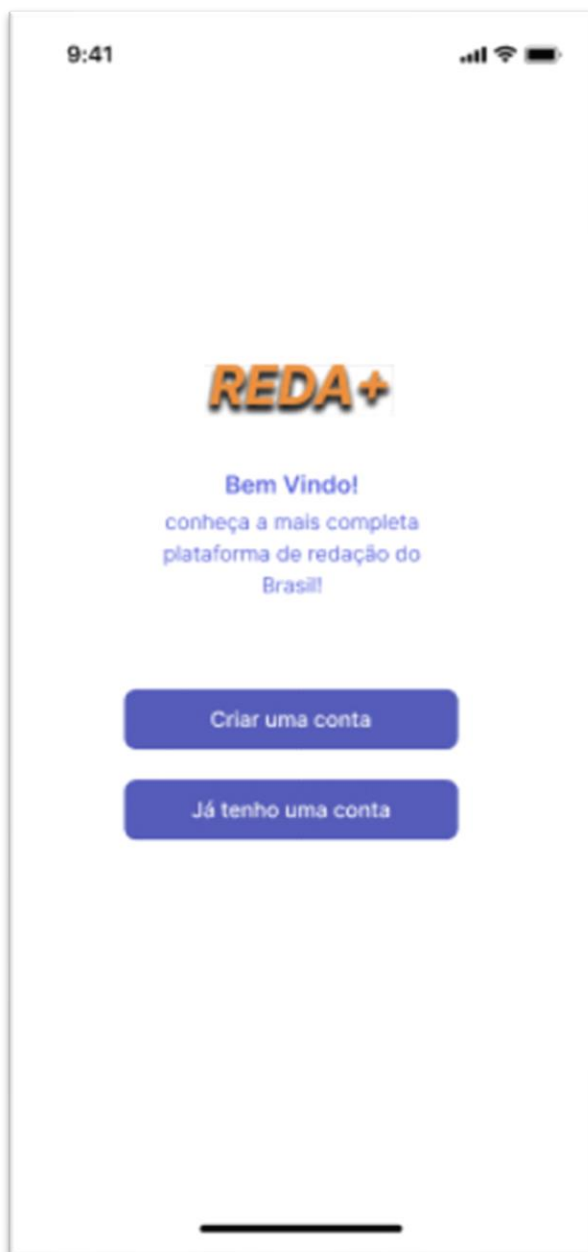 9:41
REDA+
Bem Vindo!
conheça a mais completa
plataforma de redação do
Brasil!
Criar uma conta
Já tenho uma conta